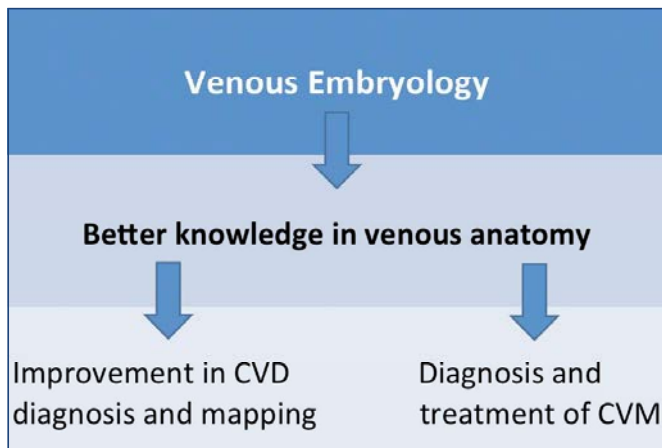 Venous Embryology
Better knowledge in venous anatomy
Improvement in CVD
diagnosis and mapping
Diagnosis and
treatment of CVM